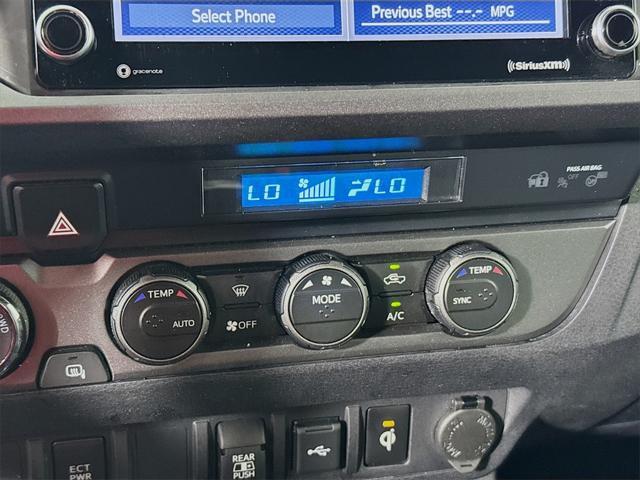 Select Phone
Previous Best --.- MPG
gracenote
((SiriusXM))
LO
LO
PASS AIR BAG
OFF
TEMP
AUTO
OFF
MODE
A/C
TEMP
SYNC
4WD
ECT
PWR
REAR
PUSH